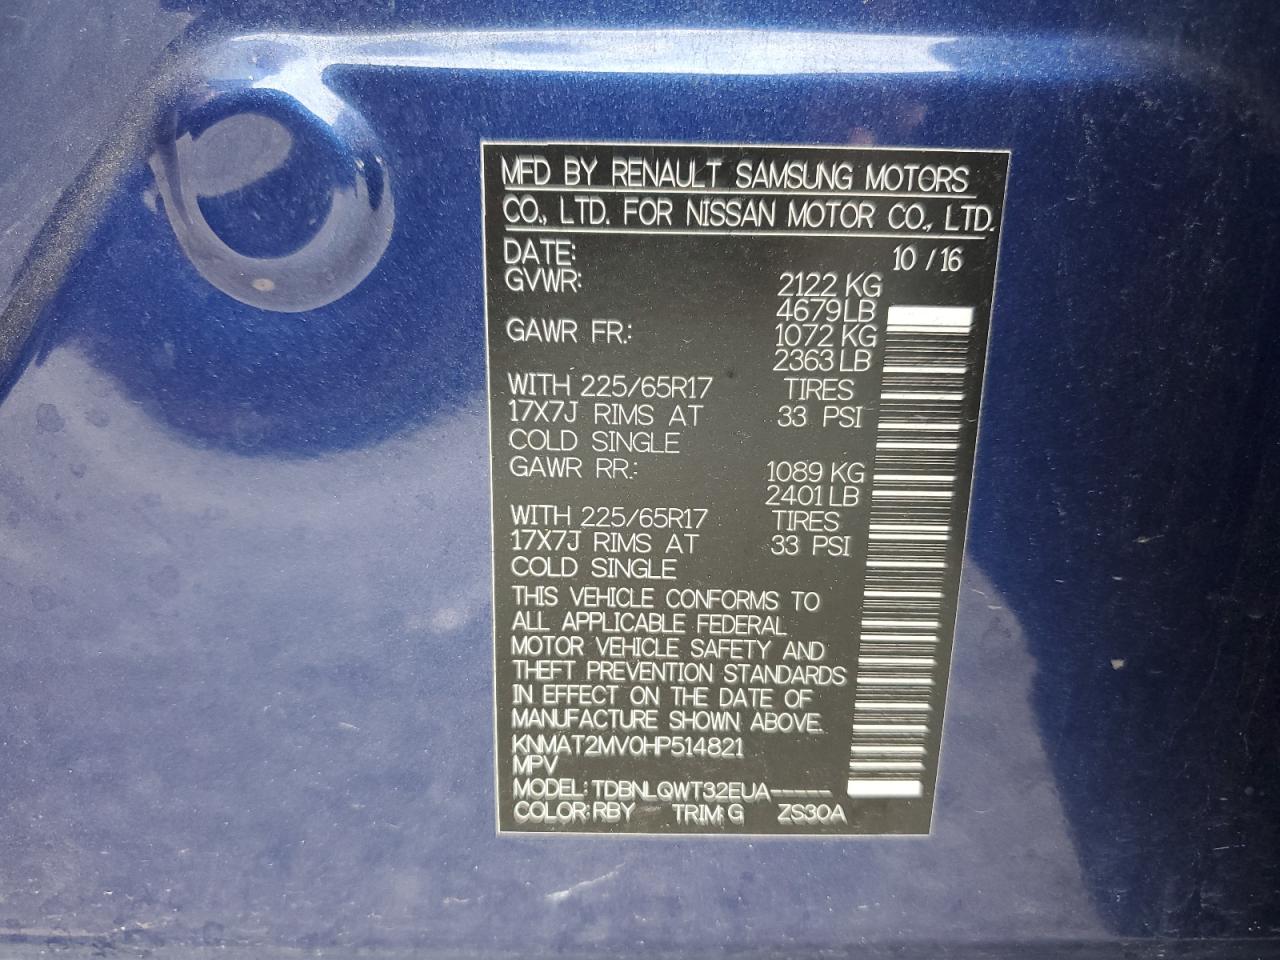 MFD BY RENAULT SAMSUNG MOTORS
CO., LTD. FOR NISSAN MOTOR CO., LTD.
DATE: 10 / 16
GVWR: 2122 KG
4679 LB
GAWR FR.: 1072 KG
2363 LB
WITH 225/65R17 TIRES
17X7J RIMS AT 33 PSI
COLD SINGLE
GAWR RR.: 1089 KG
2401 LB
WITH 225/65R17 TIRES
17X7J RIMS AT 33 PSI
COLD SINGLE
THIS VEHICLE CONFORMS TO
ALL APPLICABLE FEDERAL
MOTOR VEHICLE SAFETY AND
THEFT PREVENTION STANDARDS
IN EFFECT ON THE DATE OF
MANUFACTURE SHOWN ABOVE.
KNMAT2MV0HP514821
MPV
MODEL: TDBNLQWT32EUA-----
COLOR: RBY TRIM: G ZS30A